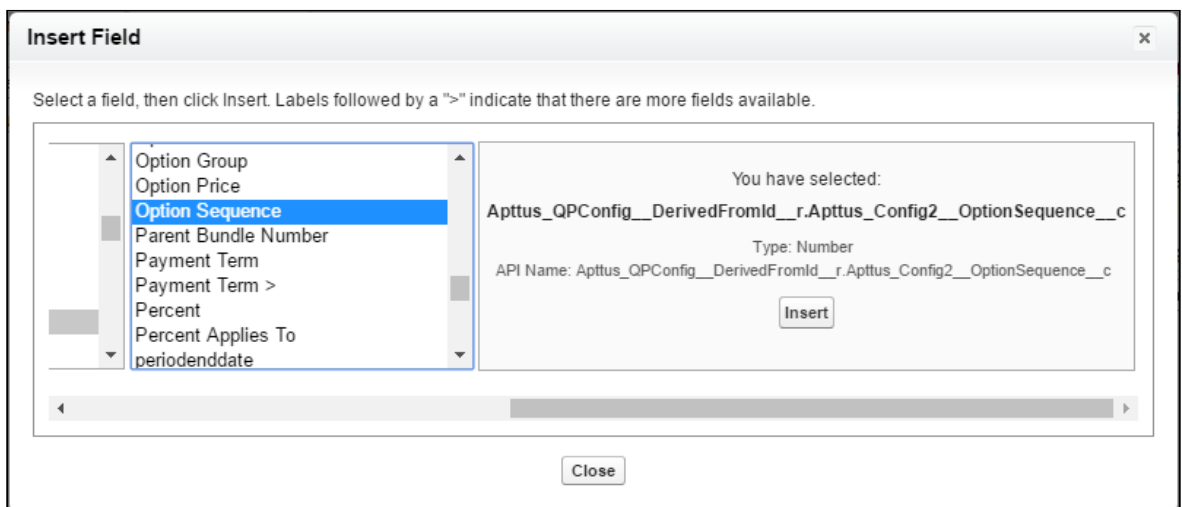 Insert Field
×
Select a field, then click Insert. Labels followed by a ">" indicate that there are more fields available.
Option Group
Option Price
Option Sequence
Parent Bundle Number
Payment Term
Payment Term >
Percent
Percent Applies To
periodenddate
You have selected:
Apttus_QPConfig__DerivedFromId__r.Apttus_Config2__OptionSequence__c
Type: Number
API Name: Apttus_QPConfig__DerivedFromId__r.Apttus_Config2__OptionSequence__c
Insert
Close